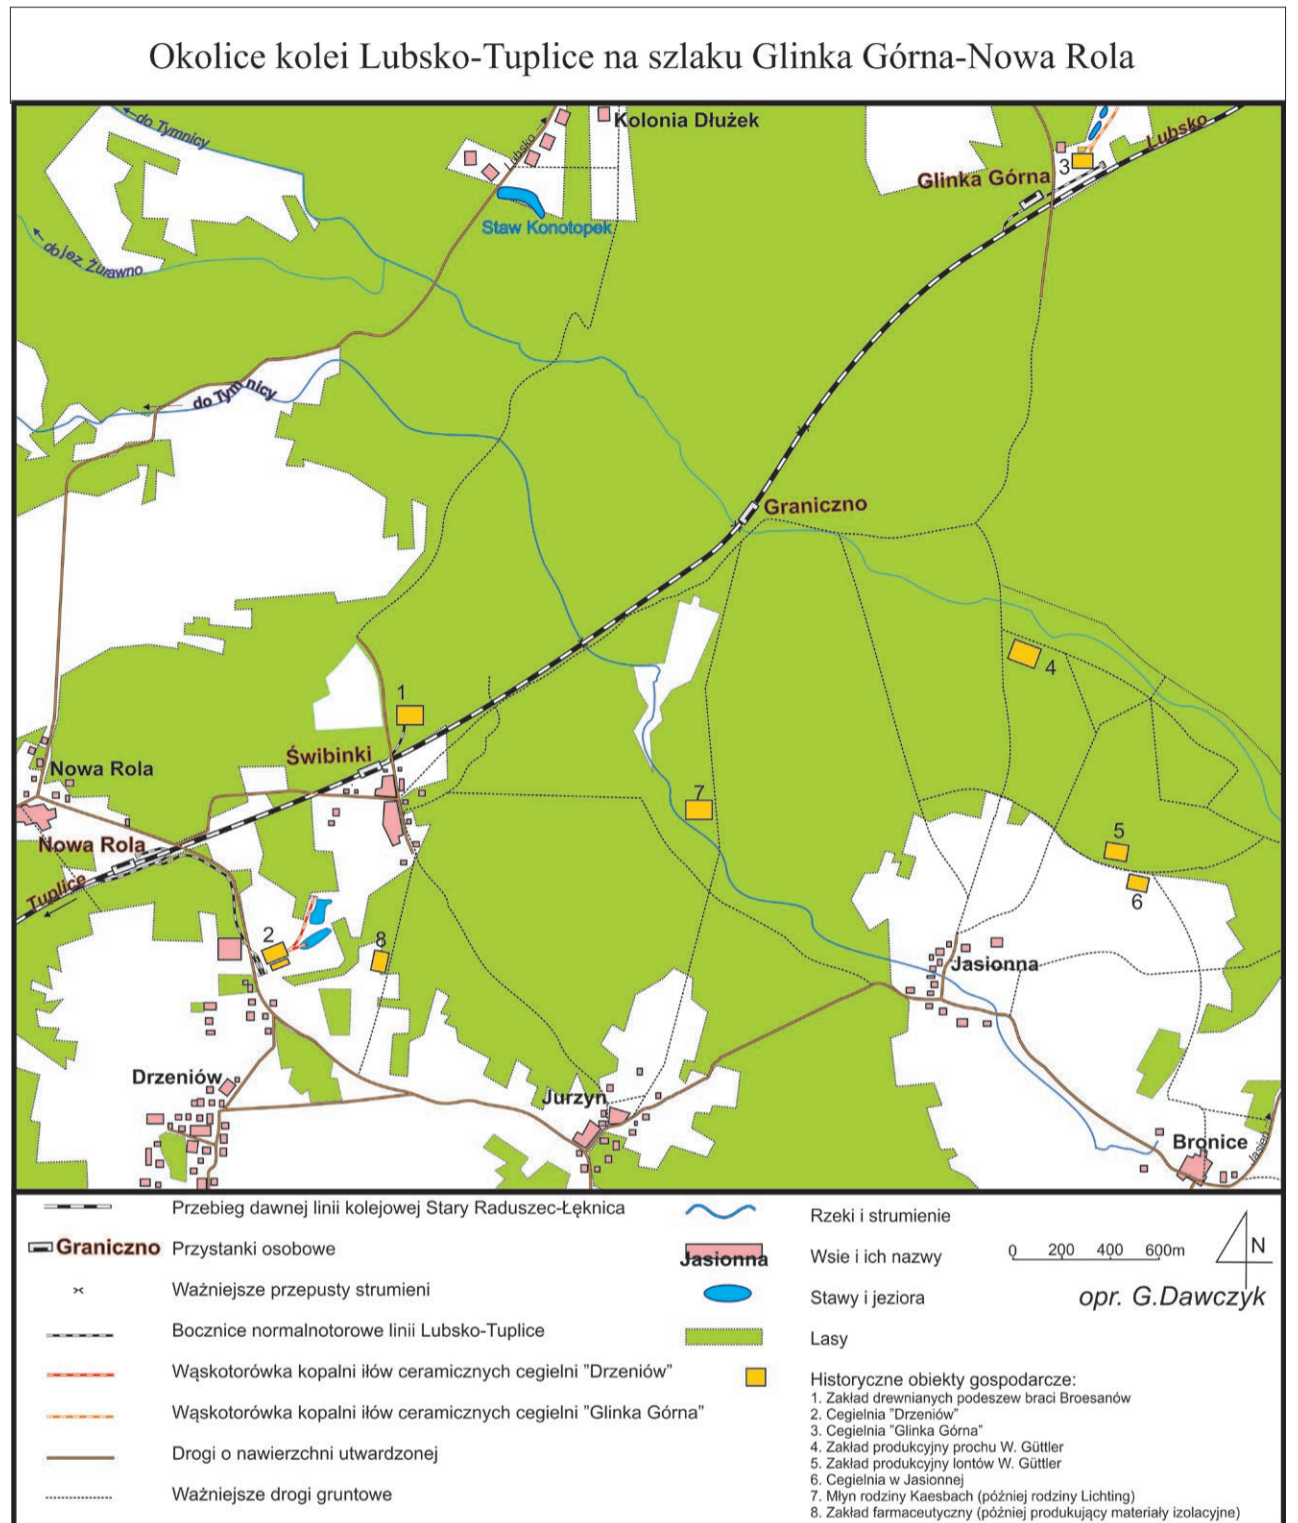 Okolice kolei Lubsko-Tuplice na szlaku Glinka Górna-Nowa Rola
do Tymnicy
Lubsko
Kolonia Dłużek
Lubsko
3
Glinka Górna
Staw Konotopek
do jez. Żurawno
do Tymnicy
Graniczno
4
1
Świbinki
Nowa Rola
7
Nowa Rola
5
Tuplice
6
2
8
Jasionna
Drzeniów
Jurzyn
Bronice
Jasień
Przebieg dawnej linii kolejowej Stary Raduszec-Łęknica
Graniczno Przystanki osobowe
Ważniejsze przepusty strumieni
Bocznice normalnotorowe linii Lubsko-Tuplice
Wąskotorówka kopalni iłów ceramicznych cegielni "Drzeniów"
Wąskotorówka kopalni iłów ceramicznych cegielni "Glinka Górna"
Drogi o nawierzchni utwardzonej
Ważniejsze drogi gruntowe
Rzeki i strumienie
Jasionna Wsie i ich nazwy
Stawy i jeziora
Lasy
Historyczne obiekty gospodarcze:
1. Zakład drewnianych podeszew braci Broesanów
2. Cegielnia "Drzeniów"
3. Cegielnia "Glinka Górna"
4. Zakład produkcyjny prochu W. Güttler
5. Zakład produkcyjny lontów W. Güttler
6. Cegielnia w Jasionnej
7. Młyn rodziny Kaesbach (później rodziny Lichting)
8. Zakład farmaceutyczny (później produkujący materiały izolacyjne)
0 200 400 600m
N
opr. G.Dawczyk